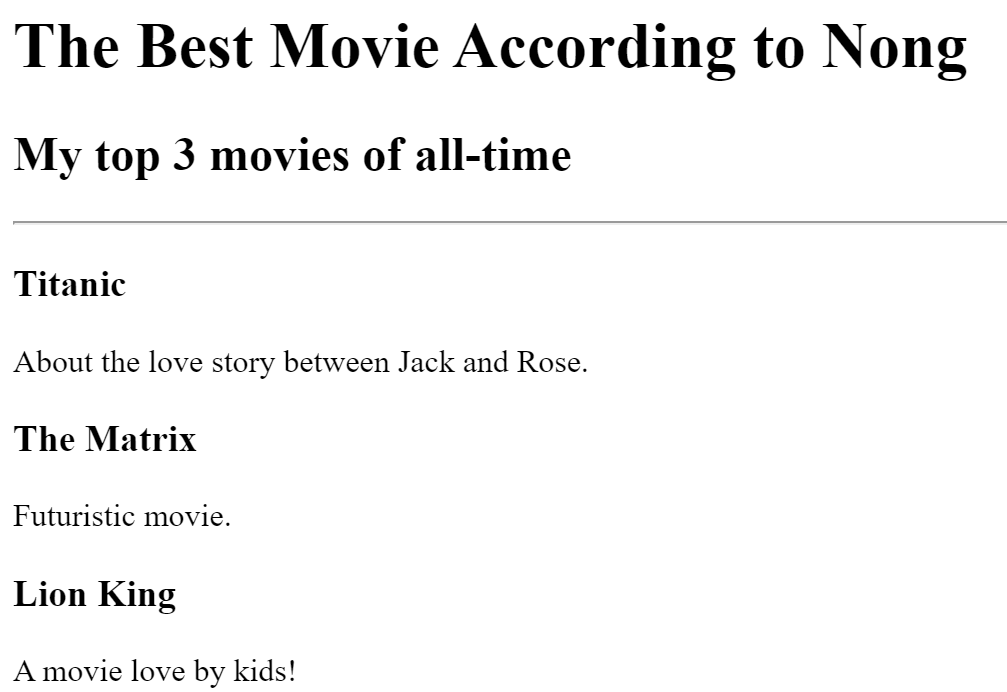 The Best Movie According to Nong
My top 3 movies of all-time
Titanic
About the love story between Jack and Rose.
The Matrix
Futuristic movie.
Lion King
A movie love by kids!